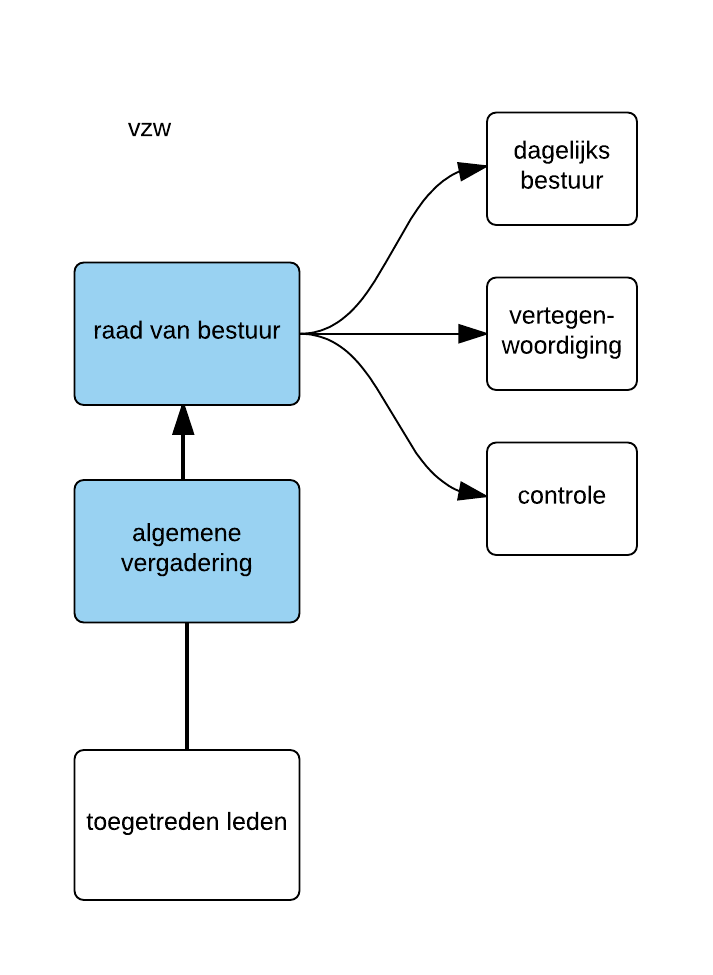 vzw
dagelijks
bestuur
raad van bestuur
vertegen-
woordiging
controle
algemene
vergadering
toegetreden leden